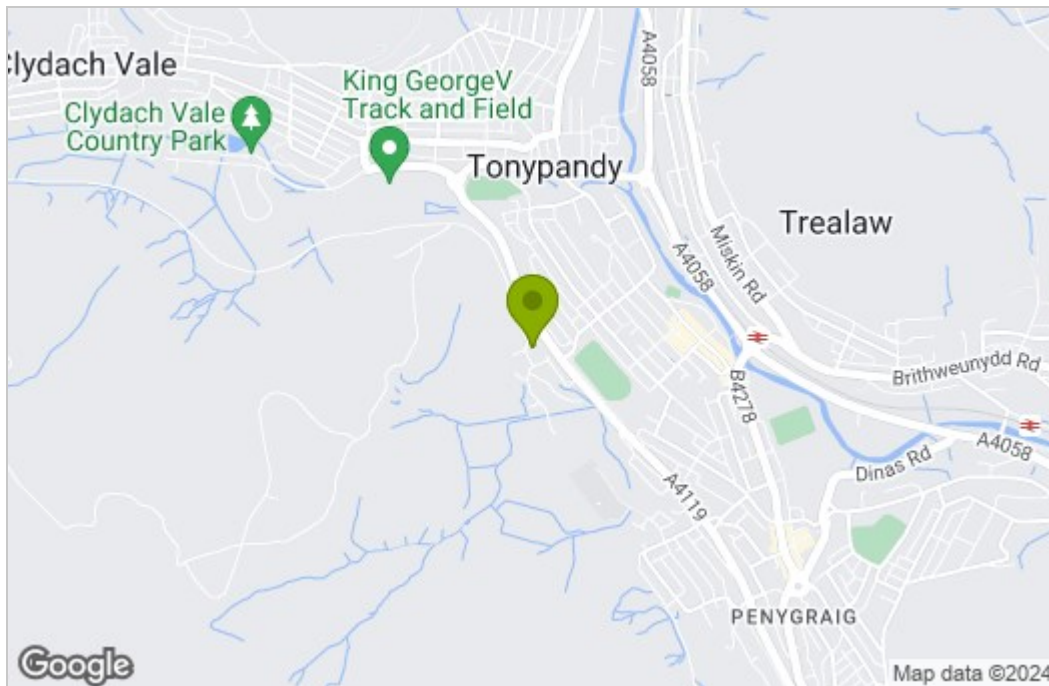 Clydach Vale
King GeorgeV
Track and Field
Clydach Vale
Country Park
Tonypandy
Trealaw
A4058
A4058
Miskin Rd
Brithweunydd Rd
B4278
A4058
Dinas Rd
A4119
PENYGRAIG
Google
Map data ©2024